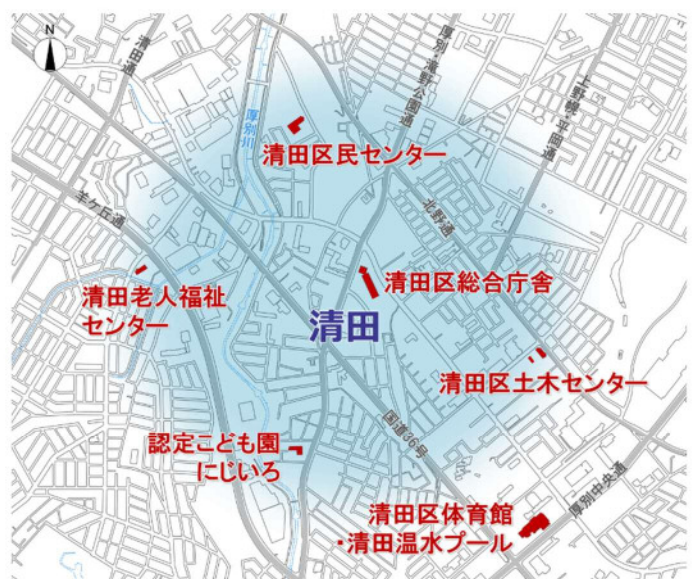 N
清田通
厚別・滝野公園通
上野幌・平岡通
厚別川
清田区民センター
北野通
羊ケ丘通
清田老人福祉
センター
清田区総合庁舎
清田
清田区土木センター
国道36号
認定こども園
にじいろ
厚別中央通
清田区体育館
・清田温水プール